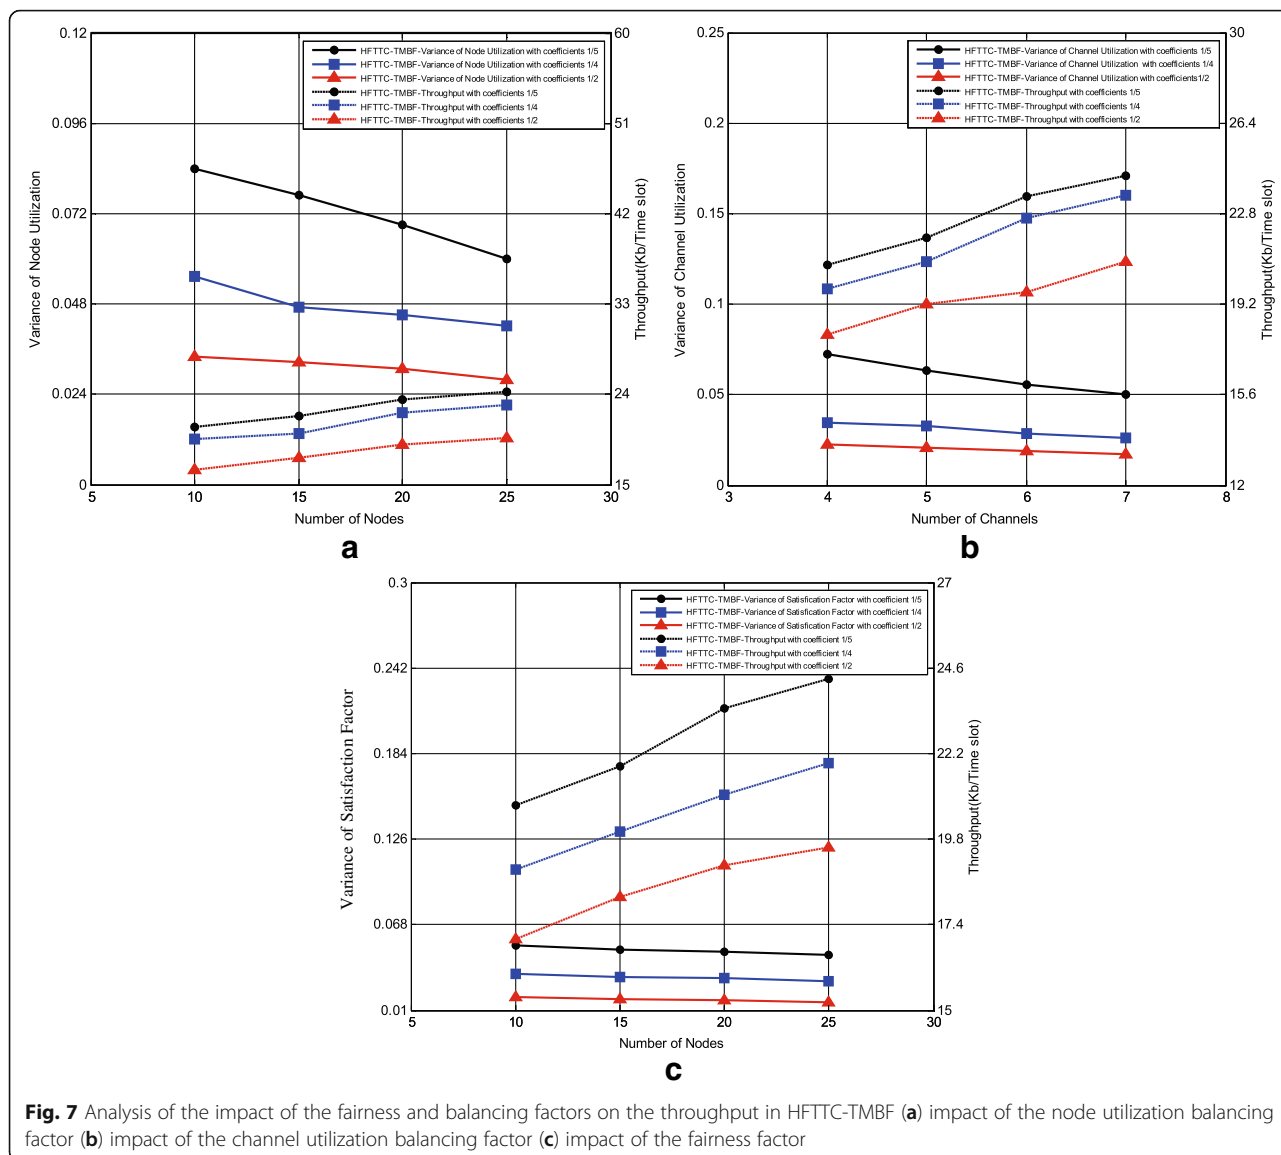 0.12
0.096
0.072
0.048
0.024
0
60
51
42
33
24
15
5
10
15
20
25
30
Variance of Node Utilization
Throughput(Kb/Time slot)
Number of Nodes
HFTTC-TMBF-Variance of Node Utilization with coefficients 1/5
HFTTC-TMBF-Variance of Node Utilization with coefficients 1/4
HFTTC-TMBF-Variance of Node Utilization with coefficients 1/2
HFTTC-TMBF-Throughput with coefficients 1/5
HFTTC-TMBF-Throughput with coefficients 1/4
HFTTC-TMBF-Throughput with coefficients 1/2
a
0.25
0.2
0.15
0.1
0.05
0
30
26.4
22.8
19.2
15.6
12
3
4
5
6
7
8
Variance of Channel Utilization
Throughput(Kb/Time slot)
Number of Channels
HFTTC-TMBF-Variance of Channel Utilization with coefficients 1/5
HFTTC-TMBF-Variance of Channel Utilization with coefficients 1/4
HFTTC-TMBF-Variance of Channel Utilization with coefficients1/2
HFTTC-TMBF-Throughput with coefficients 1/5
HFTTC-TMBF-Throughput with coefficients 1/4
HFTTC-TMBF-Throughput with coefficients 1/2
b
0.3
0.242
0.184
0.126
0.068
0.01
27
24.6
22.2
19.8
17.4
15
5
10
15
20
25
30
Variance of Satisfaction Factor
Throughput(Kb/Time slot)
Number of Nodes
HFTTC-TMBF-Variance of Satisfication Factor with coefficient 1/5
HFTTC-TMBF-Variance of Satisfication Factor with coefficient 1/4
HFTTC-TMBF-Variance of Satisfication Factor with coefficient 1/2
HFTTC-TMBF-Throughput with coefficient 1/5
HFTTC-TMBF-Throughput with coefficient 1/4
HFTTC-TMBF-Throughput with coefficient 1/2
c
Fig. 7 Analysis of the impact of the fairness and balancing factors on the throughput in HFTTC-TMBF (a) impact of the node utilization balancing
factor (b) impact of the channel utilization balancing factor (c) impact of the fairness factor